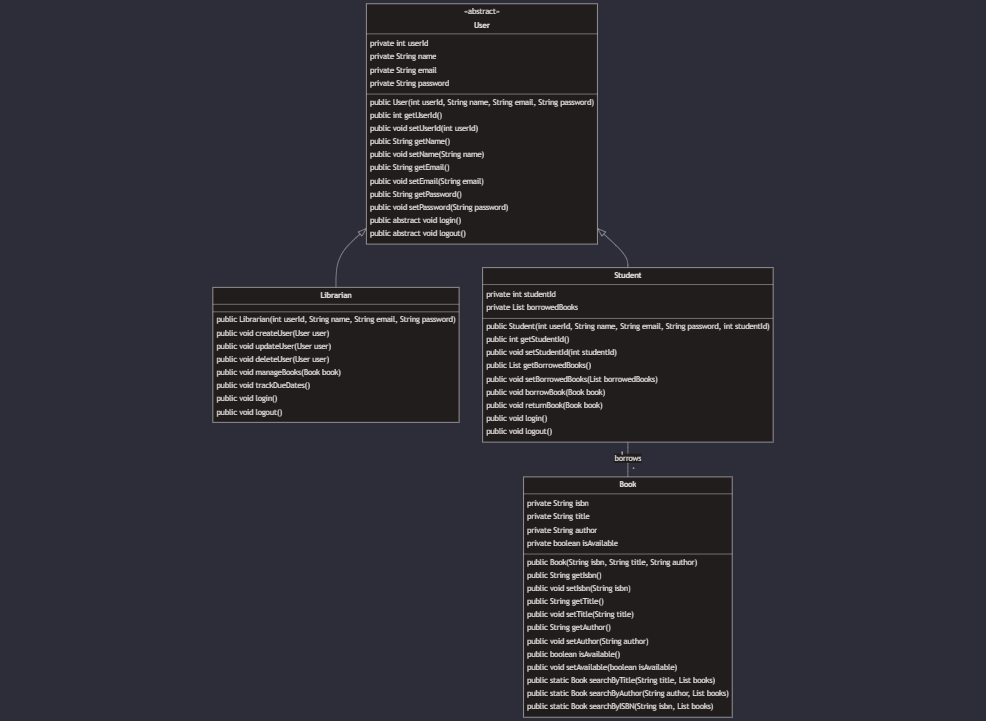 «abstract»
User
private int userId
private String name
private String email
private String password
public User(int userId, String name, String email, String password)
public int getUserId()
public void setUserId(int userId)
public String getName()
public void setName(String name)
public String getEmail()
public void setEmail(String email)
public String getPassword()
public void setPassword(String password)
public abstract void login()
public abstract void logout()
Librarian
public Librarian(int userId, String name, String email, String password)
public void createUser(User user)
public void updateUser(User user)
public void deleteUser(User user)
public void manageBooks(Book book)
public void trackDueDates()
public void login()
public void logout()
Student
private int studentId
private List borrowedBooks
public Student(int userId, String name, String email, String password, int studentId)
public int getStudentId()
public void setStudentId(int studentId)
public List getBorrowedBooks()
public void setBorrowedBooks(List borrowedBooks)
public void borrowBook(Book book)
public void returnBook(Book book)
public void login()
public void logout()
borrows
Book
private String isbn
private String title
private String author
private boolean isAvailable
public Book(String isbn, String title, String author)
public String getIsbn()
public void setIsbn(String isbn)
public String getTitle()
public void setTitle(String title)
public String getAuthor()
public void setAuthor(String author)
public boolean isAvailable()
public void setAvailable(boolean isAvailable)
public static Book searchByTitle(String title, List books)
public static Book searchByAuthor(String author, List books)
public static Book searchByISBN(String isbn, List books)